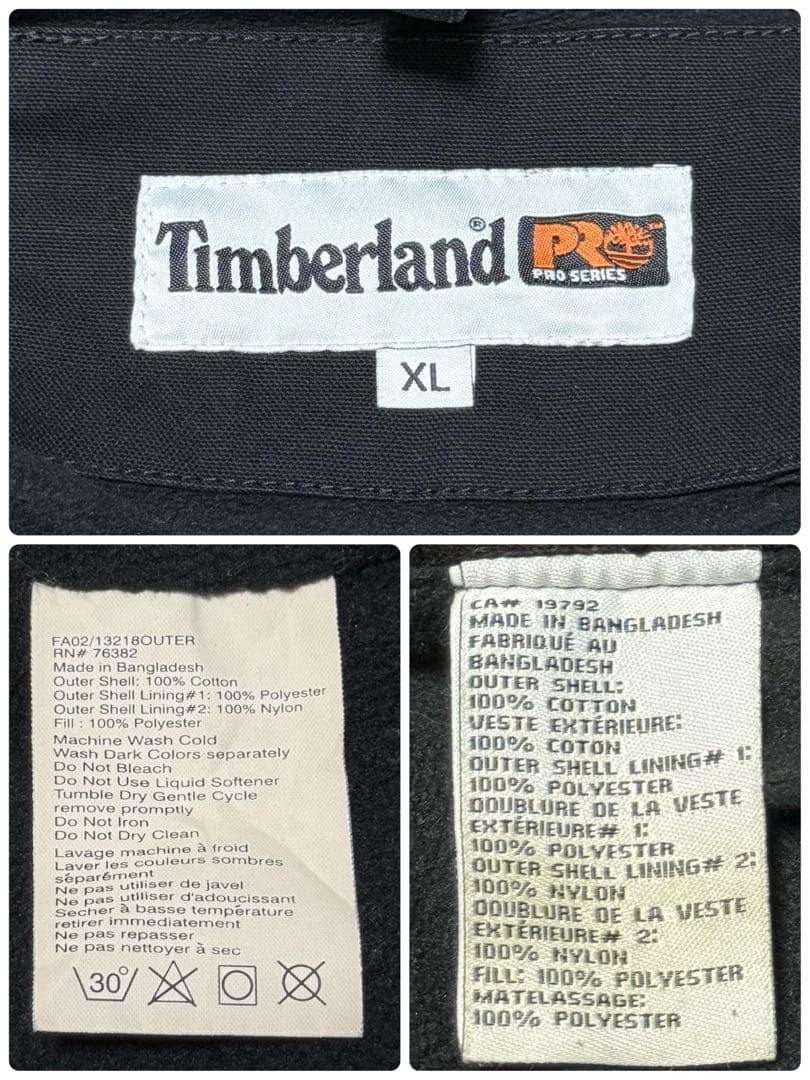 Timberland®
PRO™
PRO SERIES
XL
FA02/13218OUTER
RN# 76382
Made in Bangladesh
Outer Shell: 100% Cotton
Outer Shell Lining#1: 100% Polyester
Outer Shell Lining#2: 100% Nylon
Fill : 100% Polyester
Machine Wash Cold
Wash Dark Colors separately
Do Not Bleach
Do Not Use Liquid Softener
Tumble Dry Gentle Cycle
remove promptly
Do Not Iron
Do Not Dry Clean
Lavage machine à froid
Laver les couleurs sombres
séparément
Ne pas utiliser de javel
Ne pas utiliser d'adoucissant
Secher à basse température
retirer immédiatement
Ne pas repasser
Ne pas nettoyer à sec
30°
CA# 19792
MADE IN BANGLADESH
FABRIQUÉ AU
BANGLADESH
OUTER SHELL:
100% COTTON
VESTE EXTÉRIEURE:
100% COTON
OUTER SHELL LINING# 1:
100% POLYESTER
DOUBLURE DE LA VESTE
EXTÉRIEURE# 1:
100% POLYESTER
OUTER SHELL LINING# 2:
100% NYLON
DOUBLURE DE LA VESTE
EXTÉRIEURE# 2:
100% NYLON
FILL: 100% POLYESTER
MATELASSAGE:
100% POLYESTER